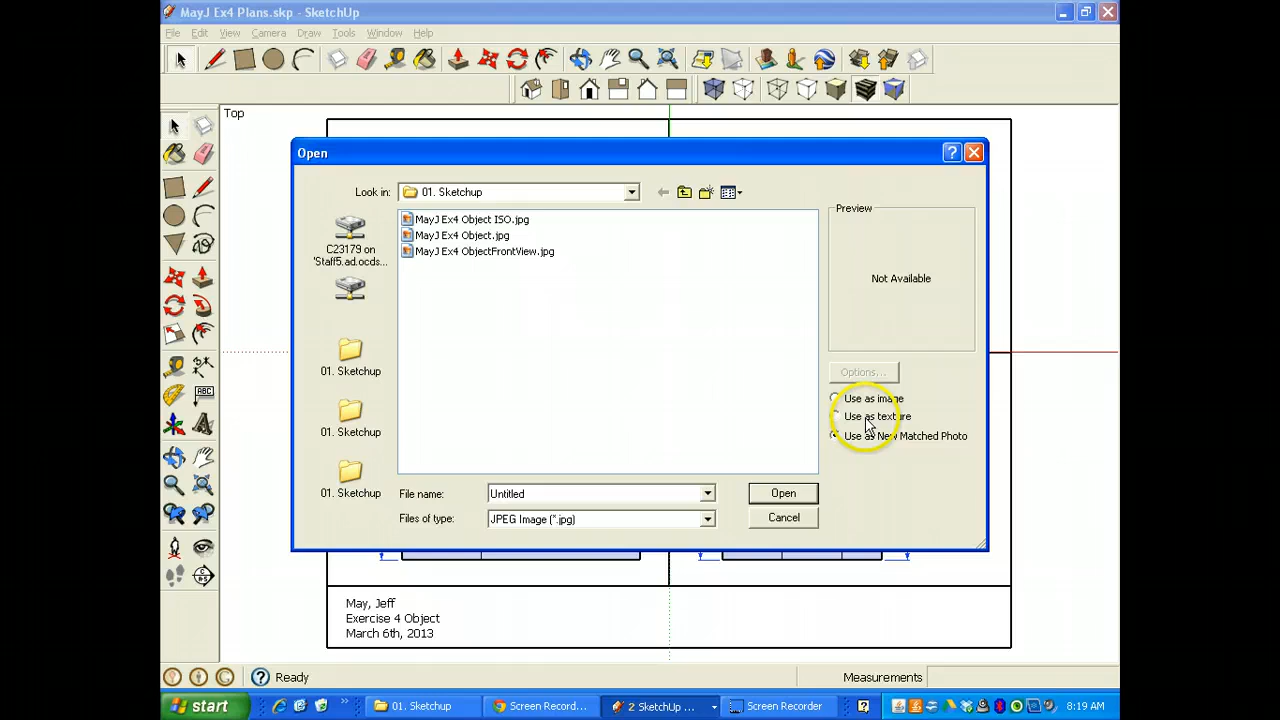 MayJ Ex4 Plans.skp - SketchUp
File Edit View Camera Draw Tools Window Help
Top
Open
Look in: 01. Sketchup
Preview
MayJ Ex4 Object ISO.jpg
MayJ Ex4 Object.jpg
MayJ Ex4 ObjectFrontView.jpg
C23179 on
'Staff5.ad.ocds...
Not Available
01. Sketchup
Options...
Use as image
Use as texture
01. Sketchup
Use as New Matched Photo
01. Sketchup
File name: Untitled Open
Files of type: JPEG Image (*.jpg) Cancel
ABC
May, Jeff
Exercise 4 Object
March 6th, 2013
Ready Measurements
start 01. Sketchup Screen Record... 2 SketchUp ... Screen Recorder 8:19 AM